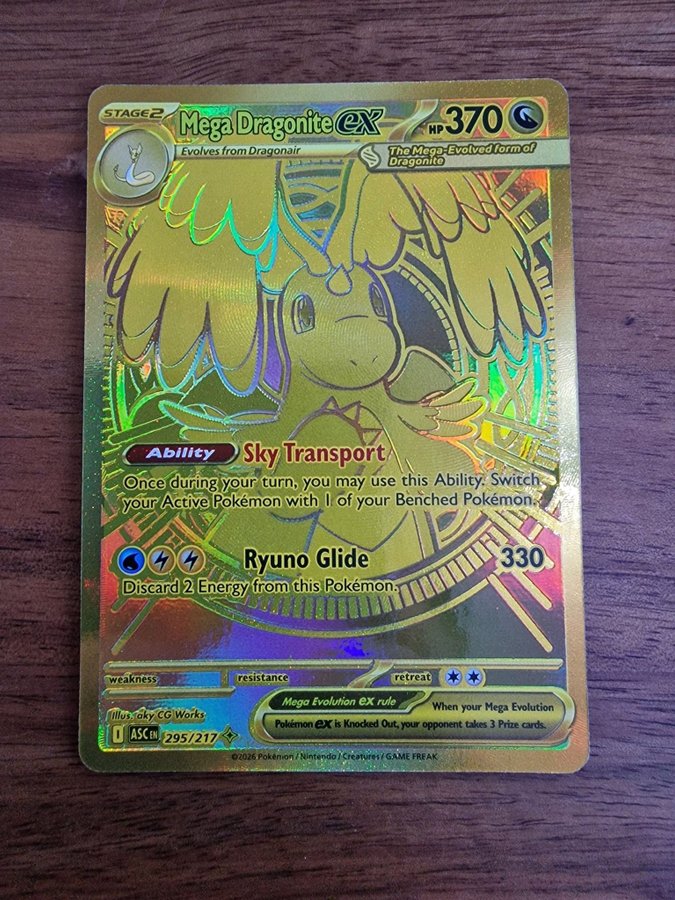 STAGE2
Mega Dragonite ex
HP 370
Evolves from Dragonair
The Mega-Evolved form of
Dragonite
Ability Sky Transport
Once during your turn, you may use this Ability. Switch
your Active Pokémon with 1 of your Benched Pokémon.
Ryuno Glide 330
Discard 2 Energy from this Pokémon.
weakness resistance retreat
Illus. aky CG Works
Mega Evolution ex rule When your Mega Evolution
Pokémon ex is Knocked Out, your opponent takes 3 Prize cards.
I ASC EN 295/217
©2026 Pokémon / Nintendo / Creatures / GAME FREAK